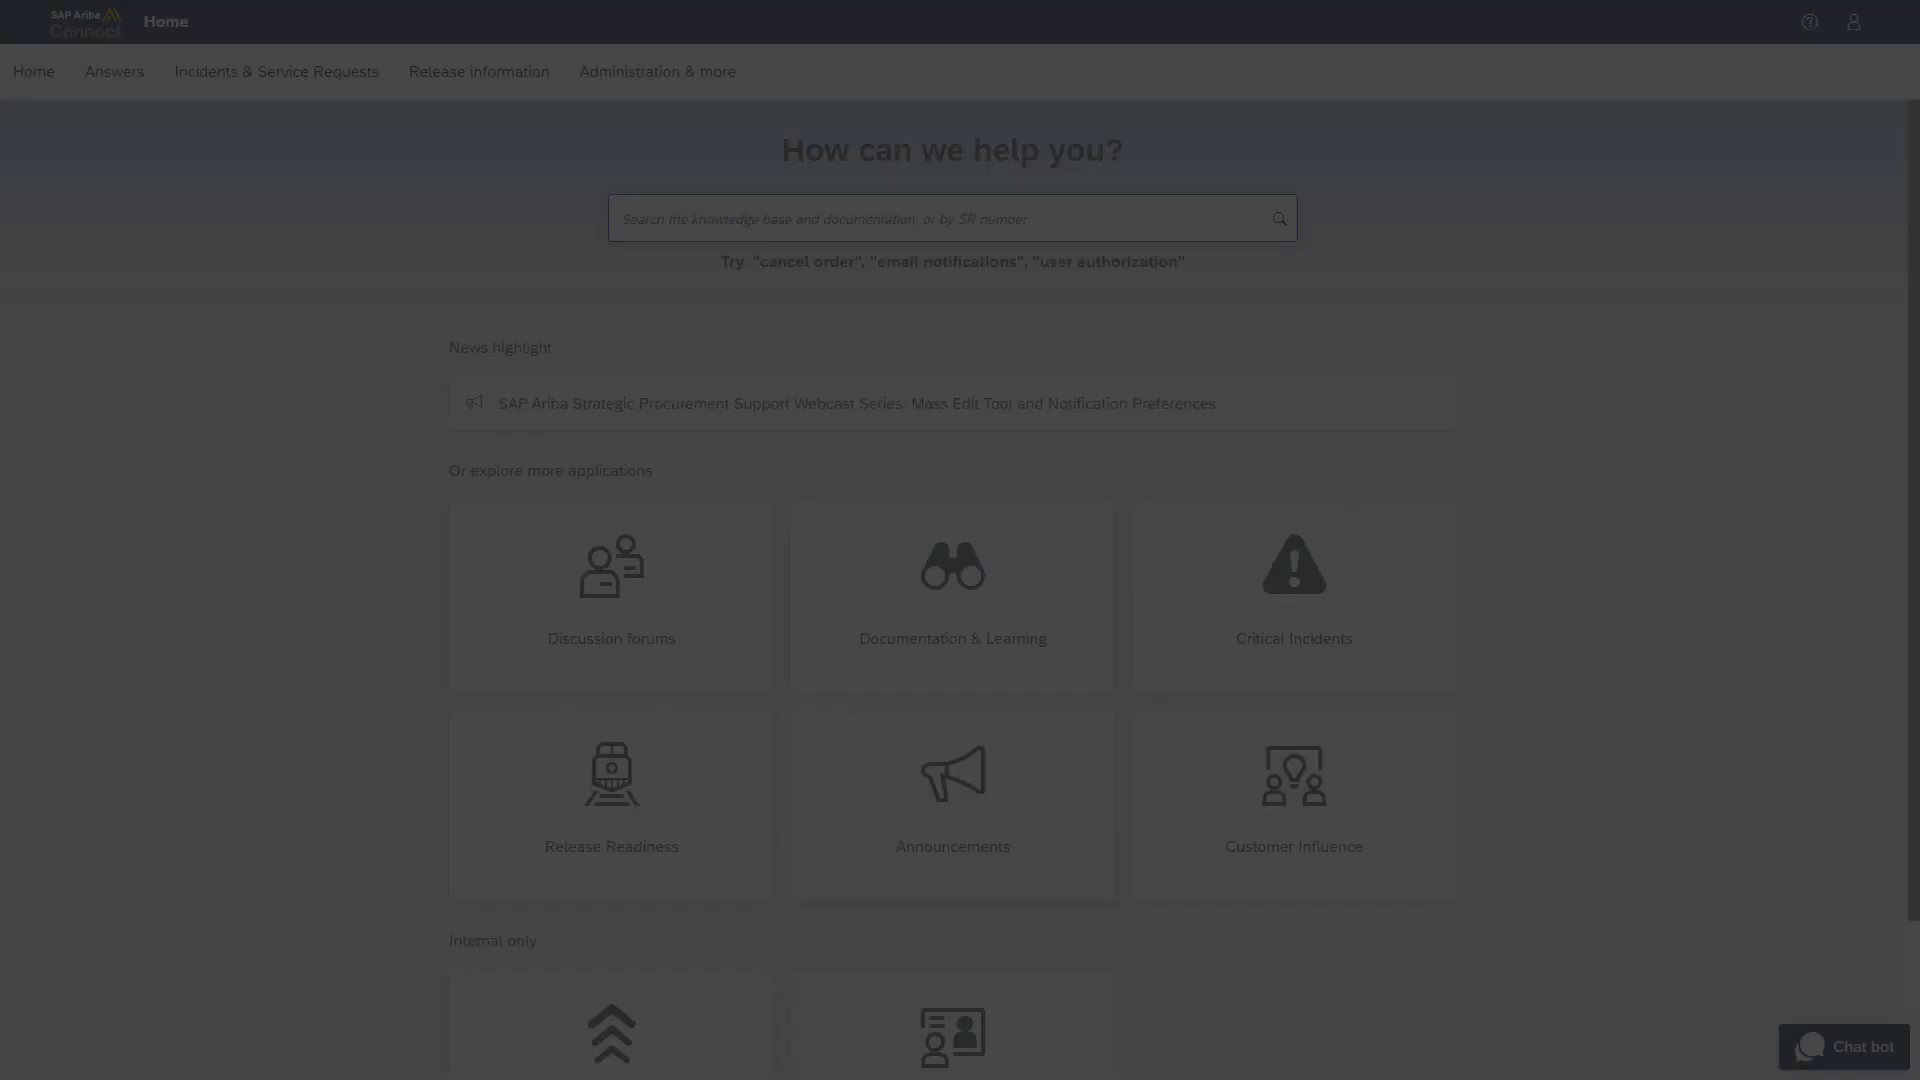 SAP Ariba
Connect
Home
Home
Answers
Incidents & Service Requests
Release information
Administration & more
How can we help you?
Search the knowledge base and documentation, or by SR number
Try "cancel order", "email notifications", "user authorization"
News highlight
SAP Ariba Strategic Procurement Support Webcast Series: Mass Edit Tool and Notification Preferences
Or explore more applications
Discussion forums
Documentation & Learning
Critical Incidents
Release Readiness
Announcements
Customer Influence
Internal only
Chat bot